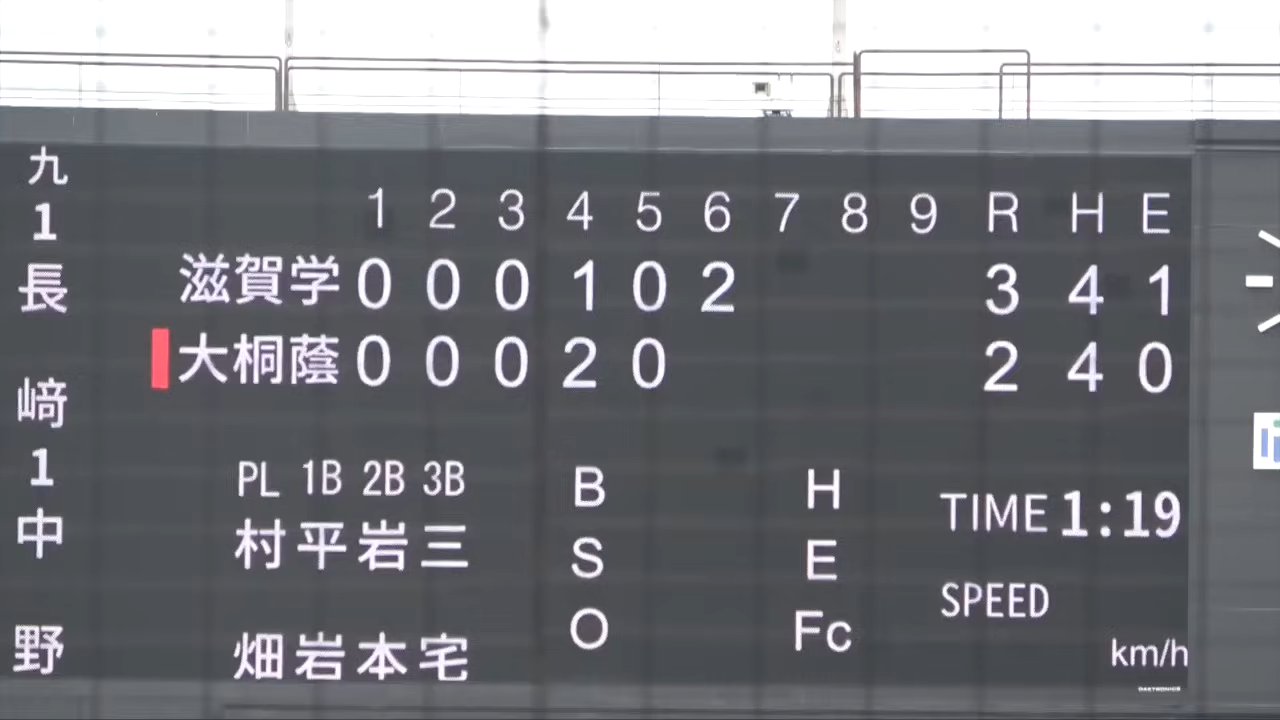 九
1
長
﨑
1
中
野
1 2 3 4 5 6 7 8 9 R H E
滋賀学 0 0 0 1 0 2 3 4 1
大桐蔭 0 0 0 2 0 2 4 0
PL 1B 2B 3B
村 平 岩 三
畑 岩 本 宅
B
S
O
H
E
Fc
TIME 1:19
SPEED
km/h
DAKTRONICS